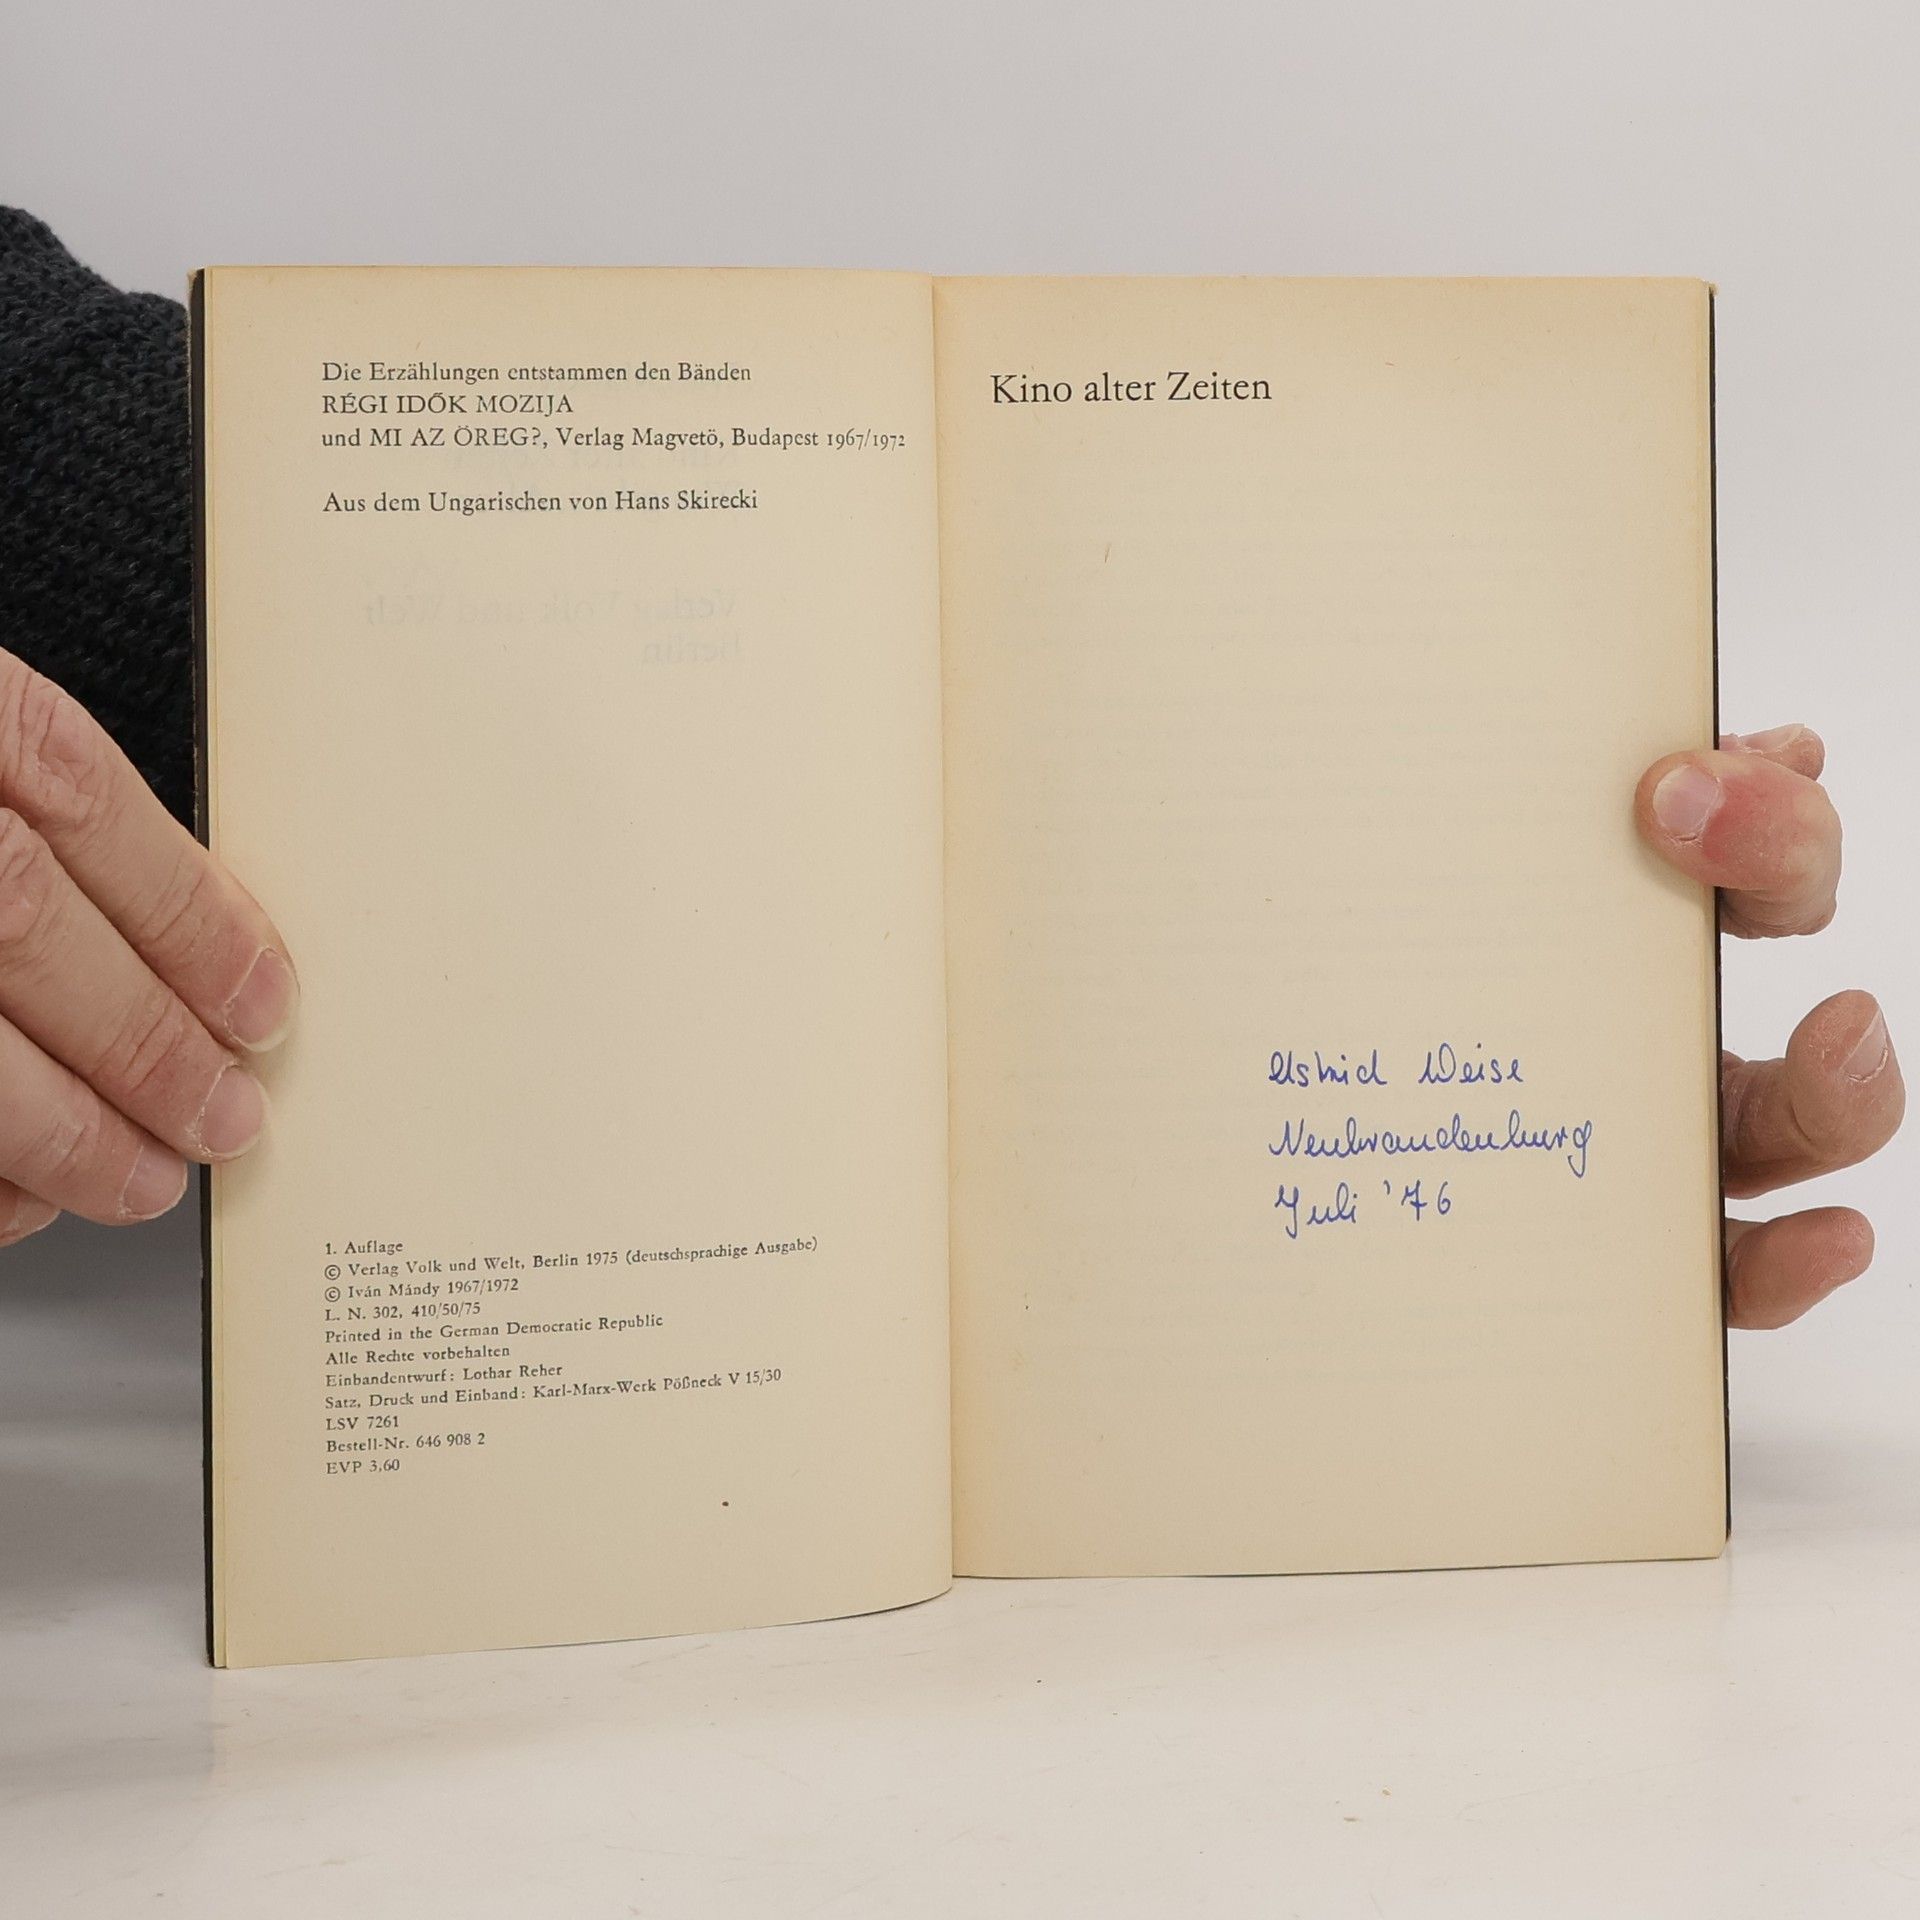 Die Erzählungen entstammen den Bänden
RÉGI IDŐK MOZIJA
und MI AZ ÖREG?, Verlag Magvetö, Budapest 1967/1972
Aus dem Ungarischen von Hans Skirecki
1. Auflage
© Verlag Volk und Welt, Berlin 1975 (deutschsprachige Ausgabe)
© Iván Mándy 1967/1972
L. N. 302, 410/50/75
Printed in the German Democratic Republic
Alle Rechte vorbehalten
Einbandentwurf: Lothar Reher
Satz, Druck und Einband: Karl-Marx-Werk Pößneck V 15/30
LSV 7261
Bestell-Nr. 646 908 2
EVP 3,60
Kino alter Zeiten
Astrid Weise
Neubrandenburg
Juli '76